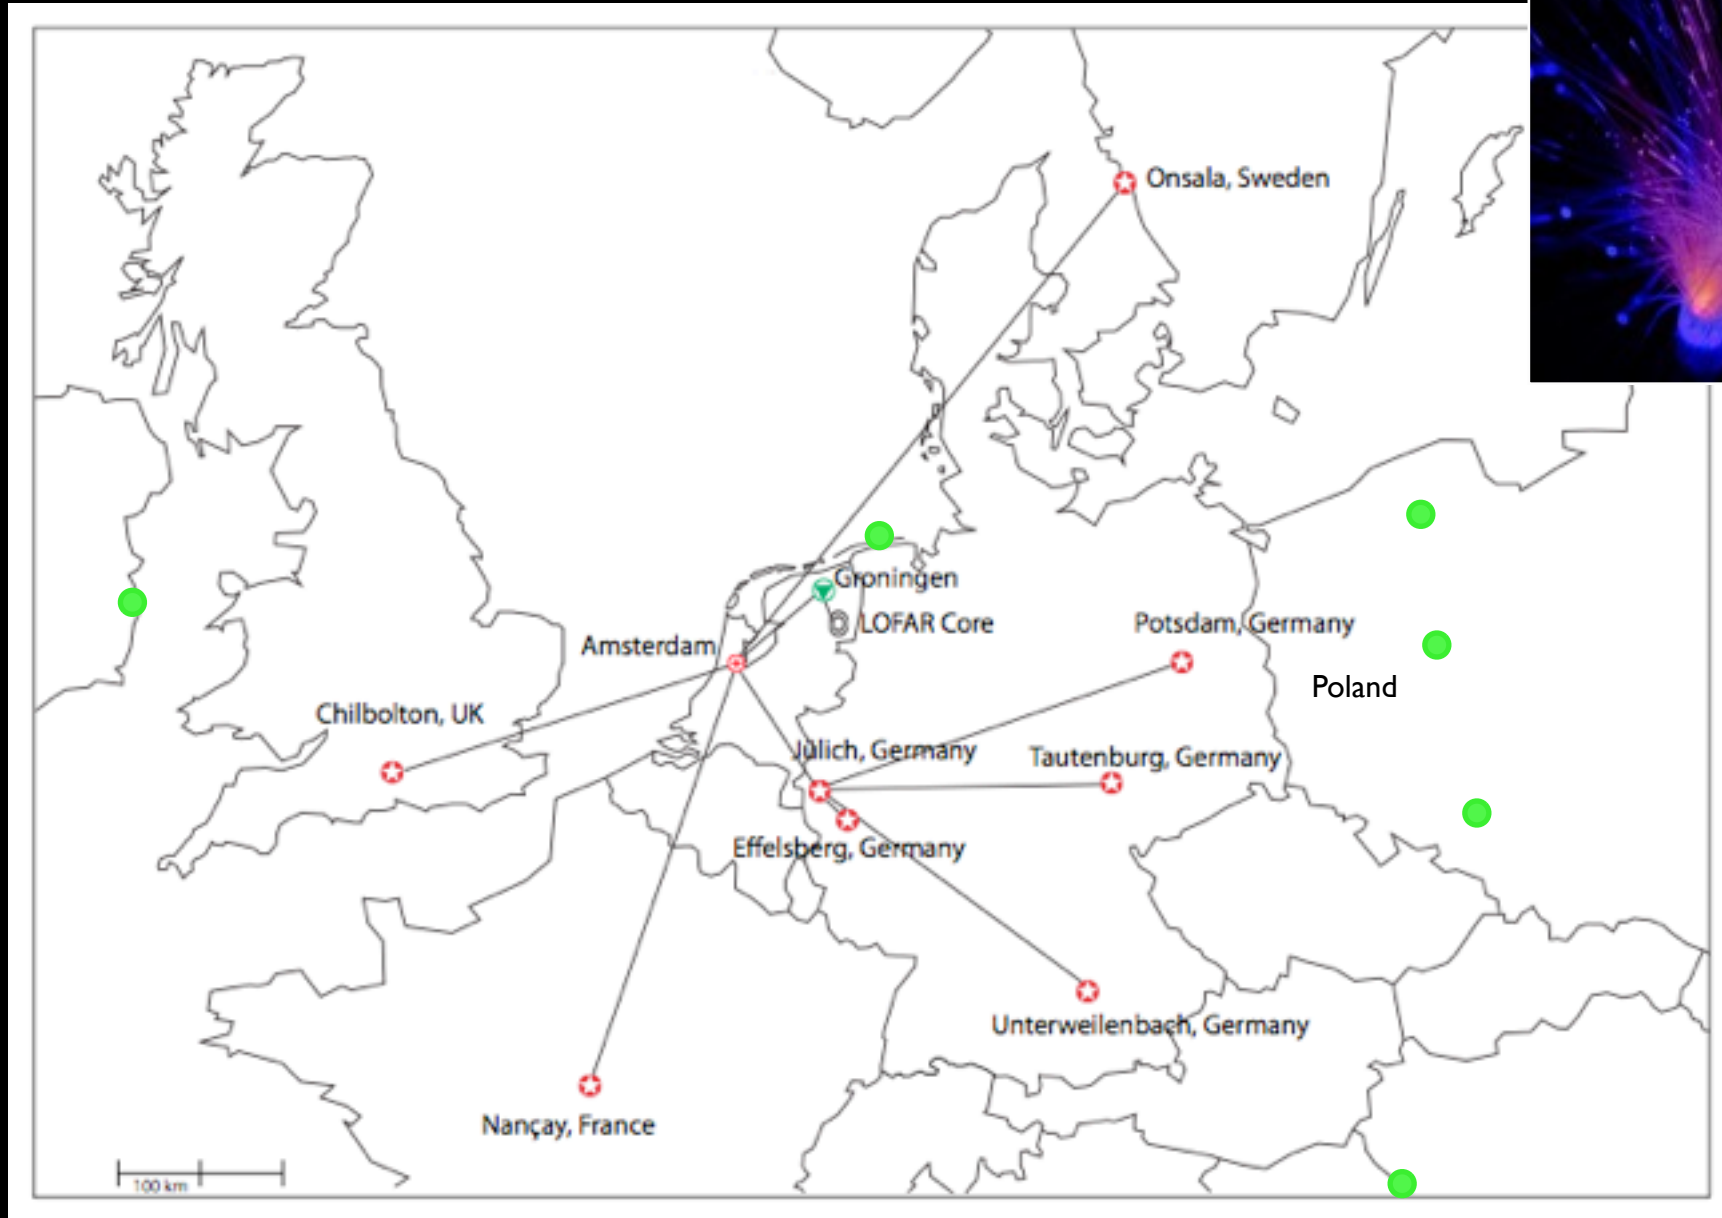 Onsala, Sweden
Groningen
LOFAR Core
Potsdam, Germany
Amsterdam
Poland
Chilbolton, UK
Jülich, Germany
Tautenburg, Germany
Effelsberg, Germany
Unterweilenbach, Germany
Nançay, France
100 km